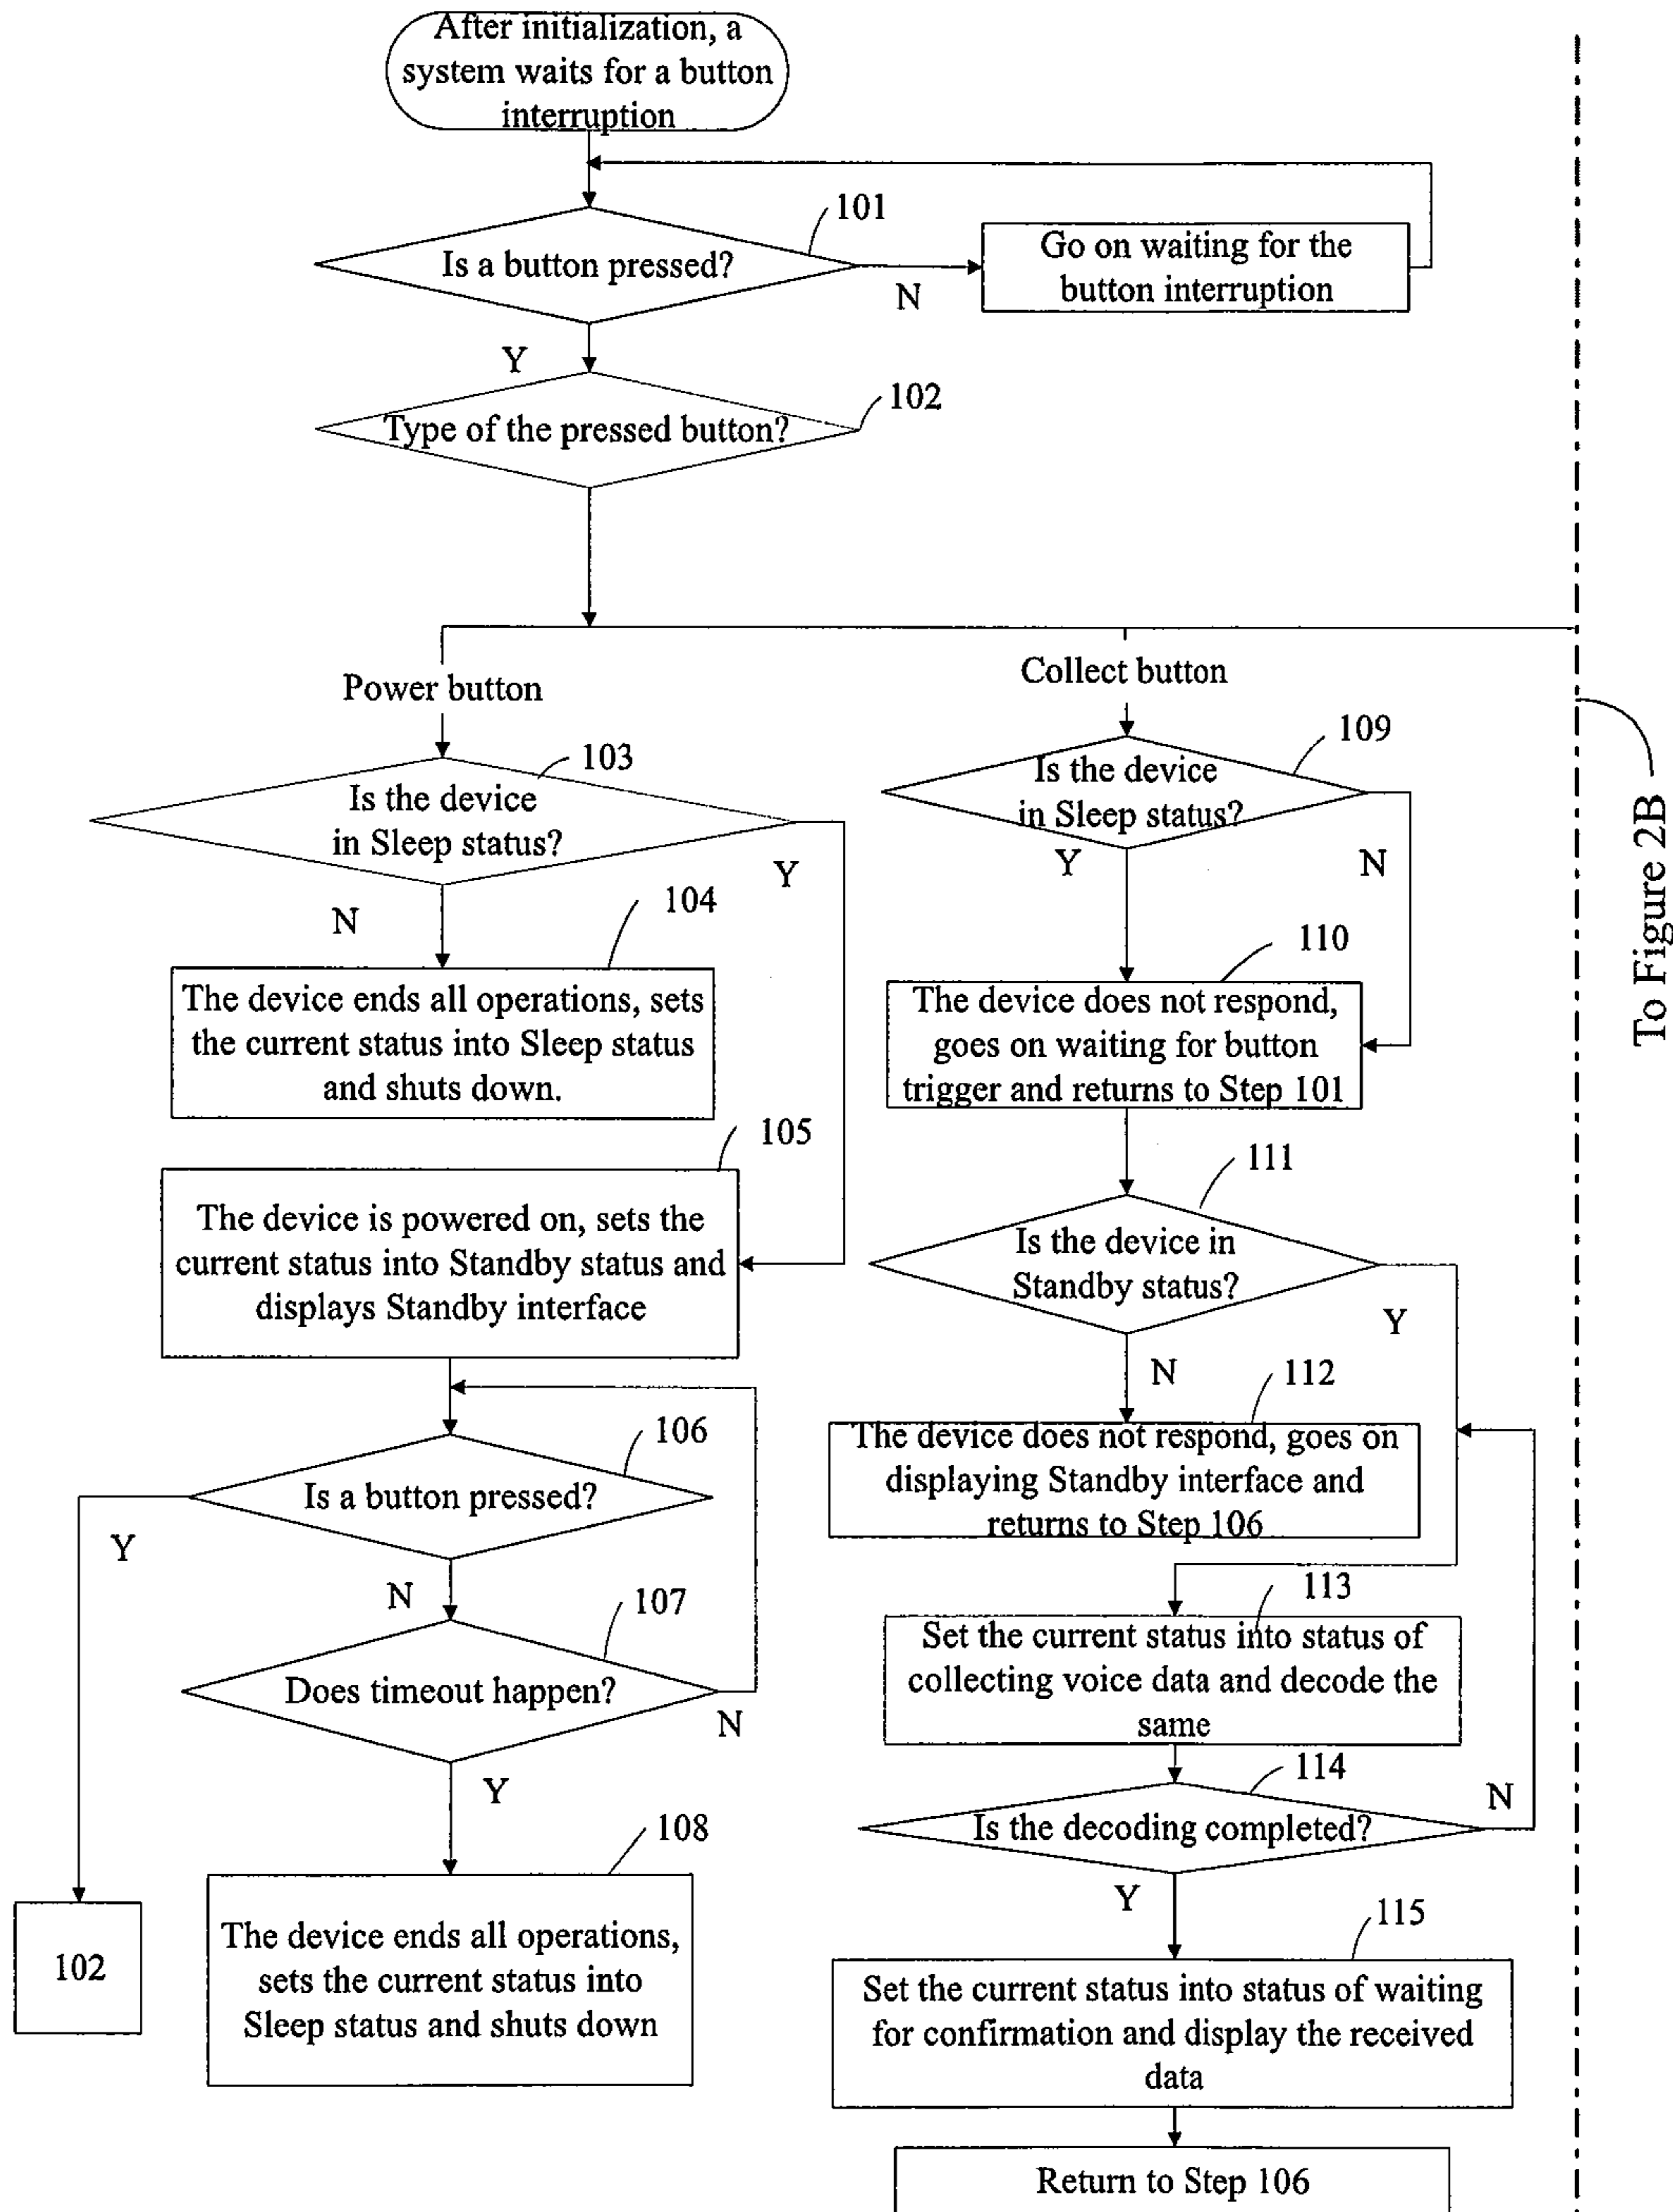 After initialization, a
system waits for a button
interruption
101
Is a button pressed?
N
Go on waiting for the
button interruption
Y
102
Type of the pressed button?
Power button
103
Is the device
in Sleep status?
Y
N
104
The device ends all operations, sets
the current status into Sleep status
and shuts down.
105
The device is powered on, sets the
current status into Standby status and
displays Standby interface
106
Is a button pressed?
Y
N
107
Does timeout happen?
N
Y
108
102
The device ends all operations,
sets the current status into
Sleep status and shuts down
Collect button
109
Is the device
in Sleep status?
Y
N
110
The device does not respond,
goes on waiting for button
trigger and returns to Step 101
111
Is the device in
Standby status?
Y
N
112
The device does not respond, goes on
displaying Standby interface and
returns to Step 106
113
Set the current status into status of
collecting voice data and decode the
same
114
N
Is the decoding completed?
Y
115
Set the current status into status of waiting
for confirmation and display the received
data
Return to Step 106
To Figure 2B